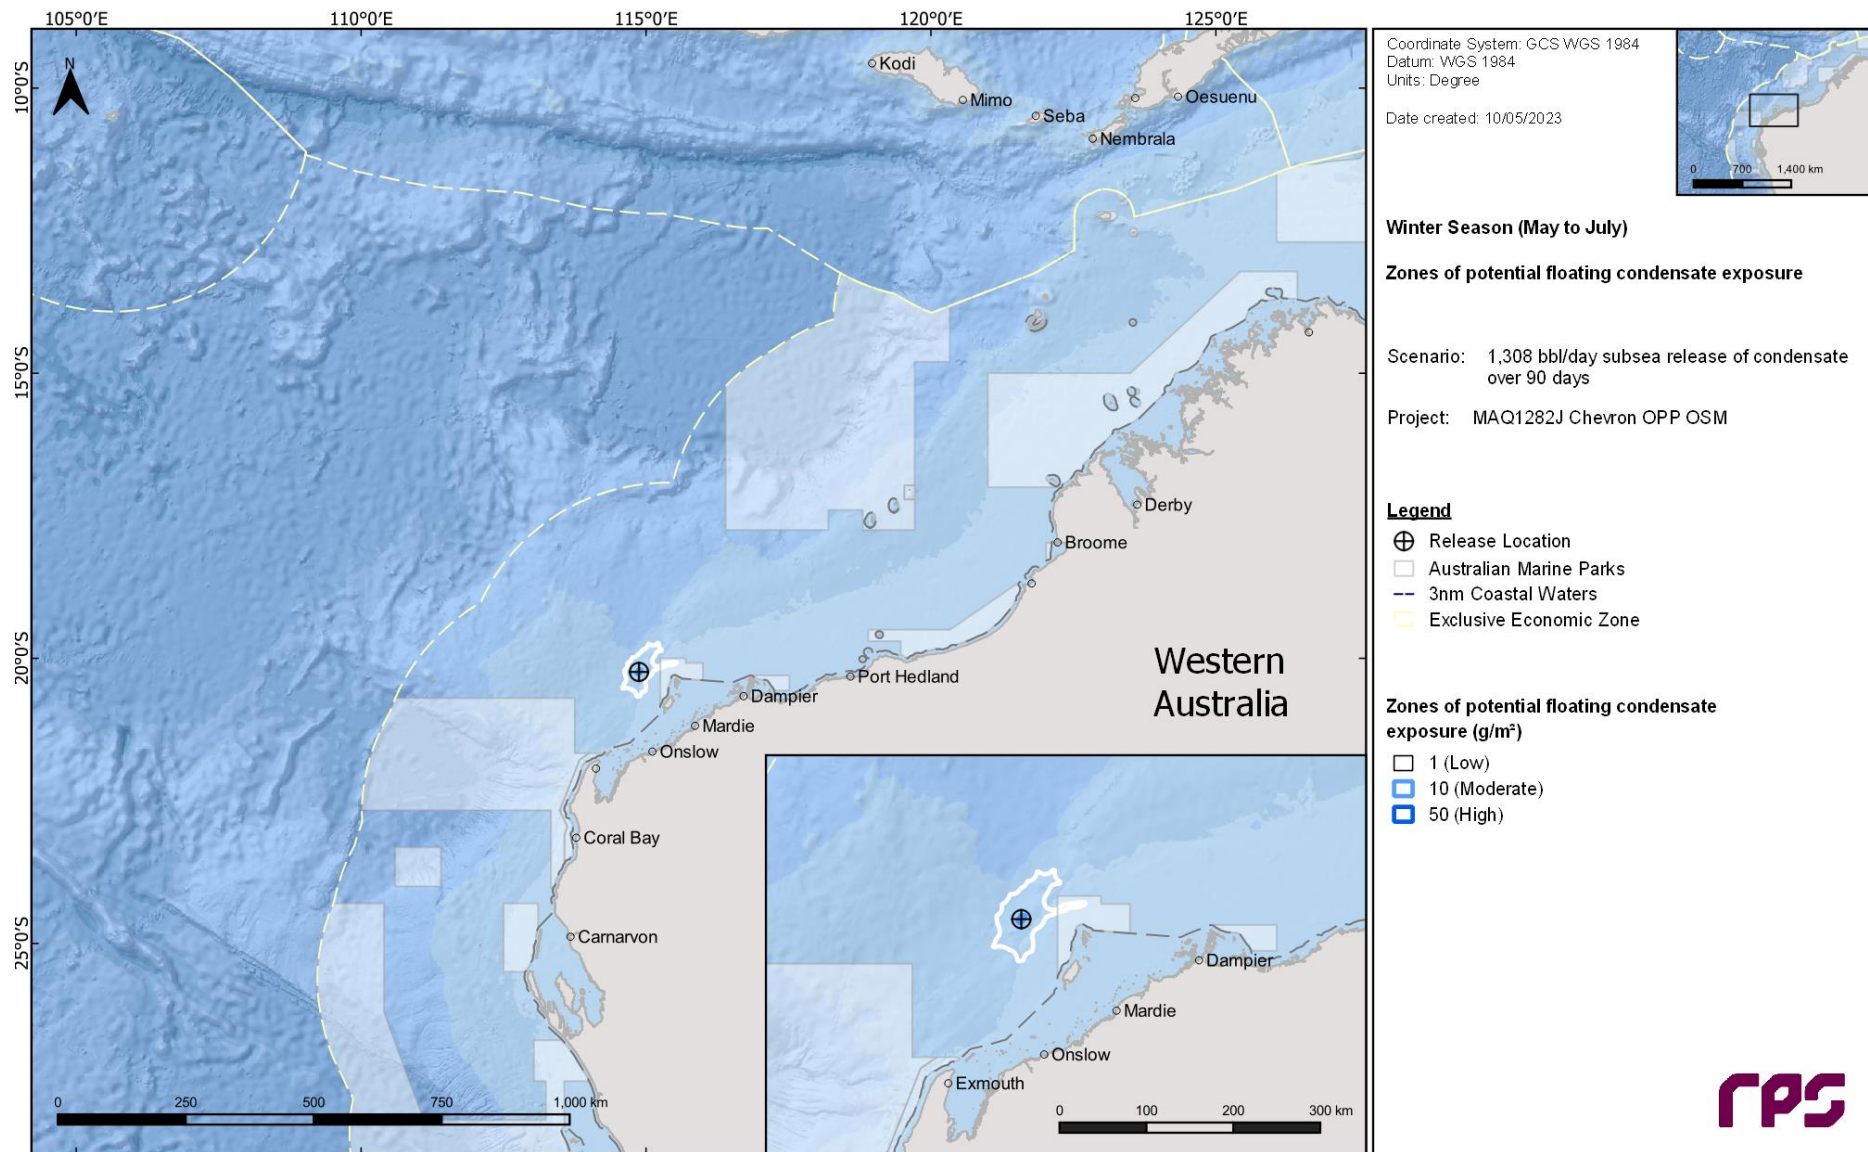 105°0'E 110°0'E 115°0'E 120°0'E 125°0'E
10°0'S
15°0'S
20°0'S
25°0'S
N
Kodi
Mimo
Seba
Oesuenu
Nembrala
Derby
Broome
Port Hedland
Dampier
Mardie
Onslow
Coral Bay
Carnarvon
Western
Australia
0 250 500 750 1,000 km
Dampier
Mardie
Onslow
Exmouth
0 100 200 300 km
Coordinate System: GCS WGS 1984
Datum: WGS 1984
Units: Degree
Date created: 10/05/2023
0 700 1,400 km
Winter Season (May to July)
Zones of potential floating condensate exposure
Scenario: 1,308 bbl/day subsea release of condensate
over 90 days
Project: MAQ1282J Chevron OPP OSM
Legend
Release Location
Australian Marine Parks
3nm Coastal Waters
Exclusive Economic Zone
Zones of potential floating condensate
exposure (g/m²)
1 (Low)
10 (Moderate)
50 (High)
rps